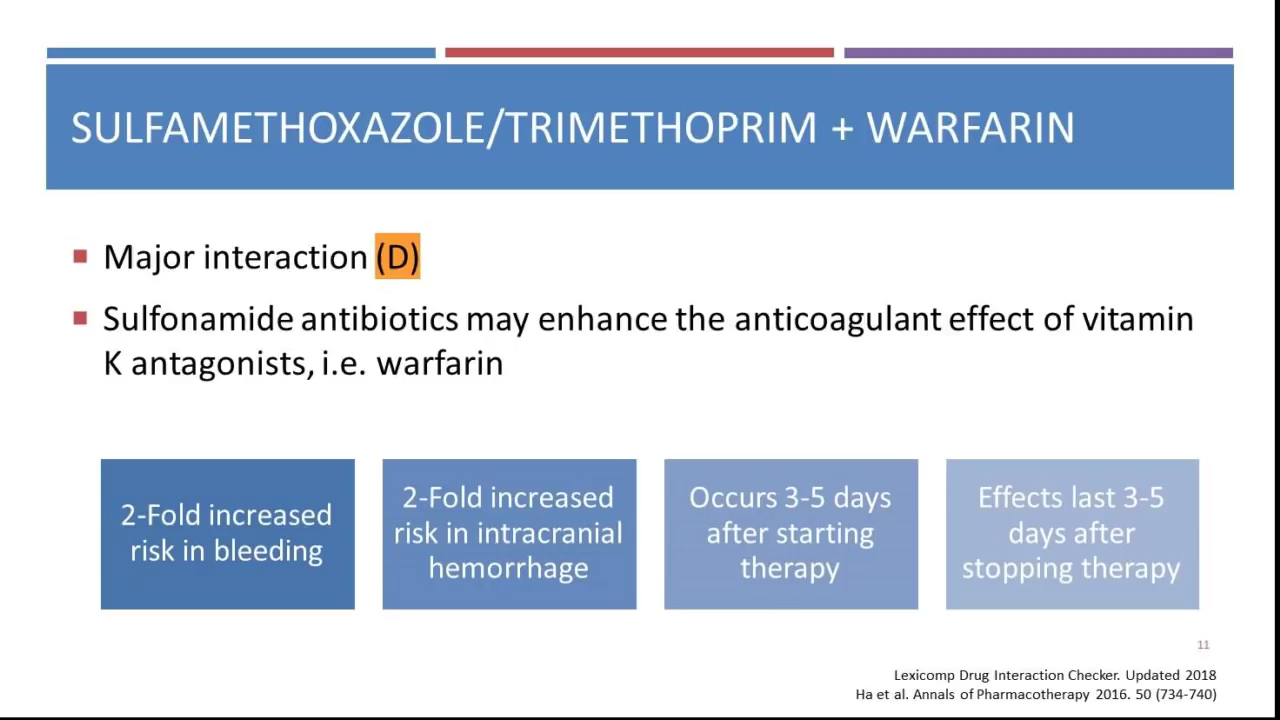 SULFAMETHOXAZOLE/TRIMETHOPRIM + WARFARIN
Major interaction (D)
Sulfonamide antibiotics may enhance the anticoagulant effect of vitamin
K antagonists, i.e. warfarin
2-Fold increased
risk in bleeding
2-Fold increased
risk in intracranial
hemorrhage
Occurs 3-5 days
after starting
therapy
Effects last 3-5
days after
stopping therapy
11
Lexicomp Drug Interaction Checker. Updated 2018
Ha et al. Annals of Pharmacotherapy 2016. 50 (734-740)